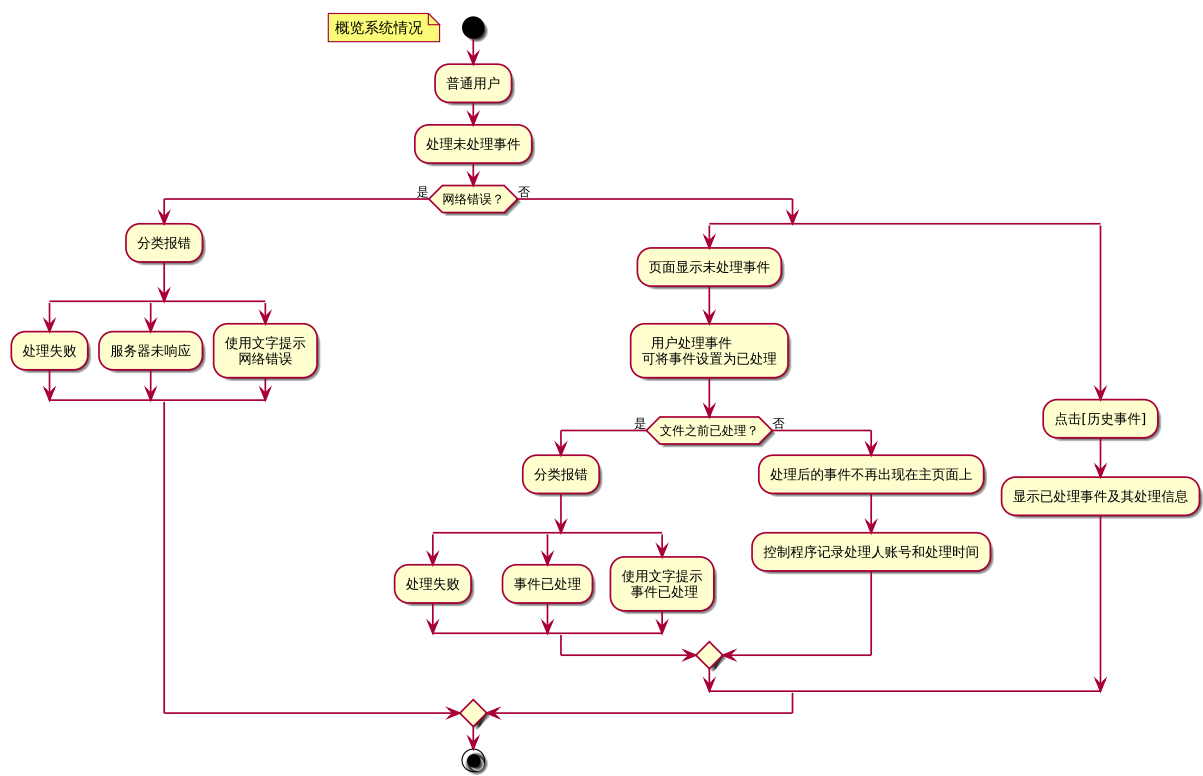 概览系统情况
普通用户
处理未处理事件
是
网络错误？
否
分类报错
处理失败
服务器未响应
使用文字提示
网络错误
页面显示未处理事件
用户处理事件
可将事件设置为已处理
是
文件之前已处理？
否
分类报错
处理失败
事件已处理
使用文字提示
事件已处理
处理后的事件不再出现在主页面上
控制程序记录处理人账号和处理时间
点击[历史事件]
显示已处理事件及其处理信息